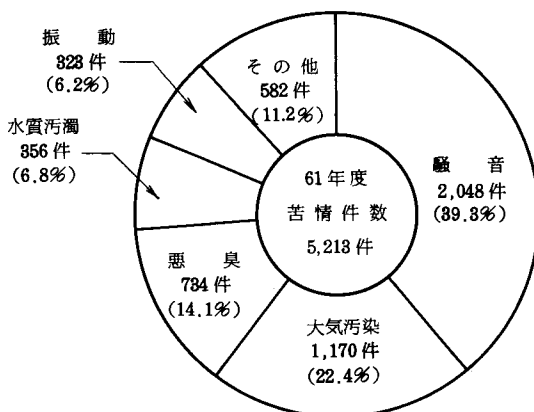 振動
323件
(6.2%)
その他
582件
(11.2%)
水質汚濁
356件
(6.8%)
61年度
苦情件数
5,213件
騒音
2,048件
(39.3%)
悪臭
734件
(14.1%)
大気汚染
1,170件
(22.4%)